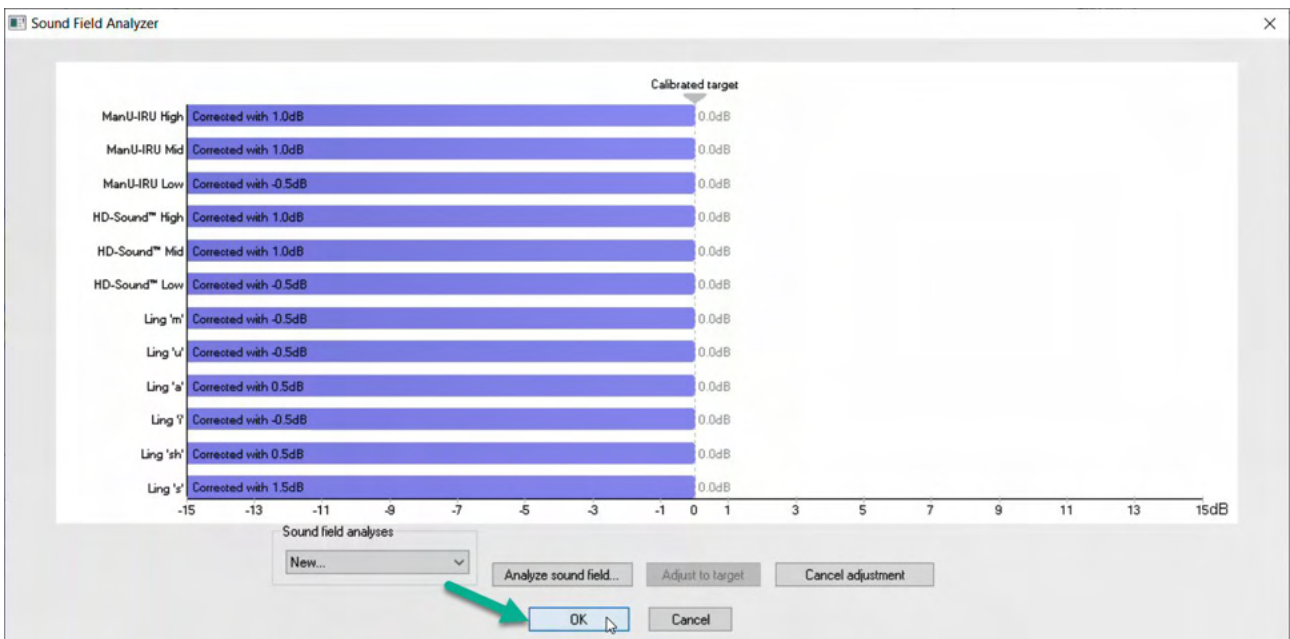 Sound Field Analyzer
Calibrated target
ManU-IRU High Corrected with 1.0dB 0.0dB
ManU-IRU Mid Corrected with 1.0dB 0.0dB
ManU-IRU Low Corrected with -0.5dB 0.0dB
HD-Sound™ High Corrected with 1.0dB 0.0dB
HD-Sound™ Mid Corrected with 1.0dB 0.0dB
HD-Sound™ Low Corrected with -0.5dB 0.0dB
Ling 'm' Corrected with -0.5dB 0.0dB
Ling 'u' Corrected with -0.5dB 0.0dB
Ling 'a' Corrected with 0.5dB 0.0dB
Ling 'i' Corrected with -0.5dB 0.0dB
Ling 'sh' Corrected with 0.5dB 0.0dB
Ling 's' Corrected with 1.5dB 0.0dB
-15 -13 -11 -9 -7 -5 -3 -1 0 1 3 5 7 9 11 13 15dB
Sound field analyses
New... Analyze sound field... Adjust to target Cancel adjustment
OK Cancel